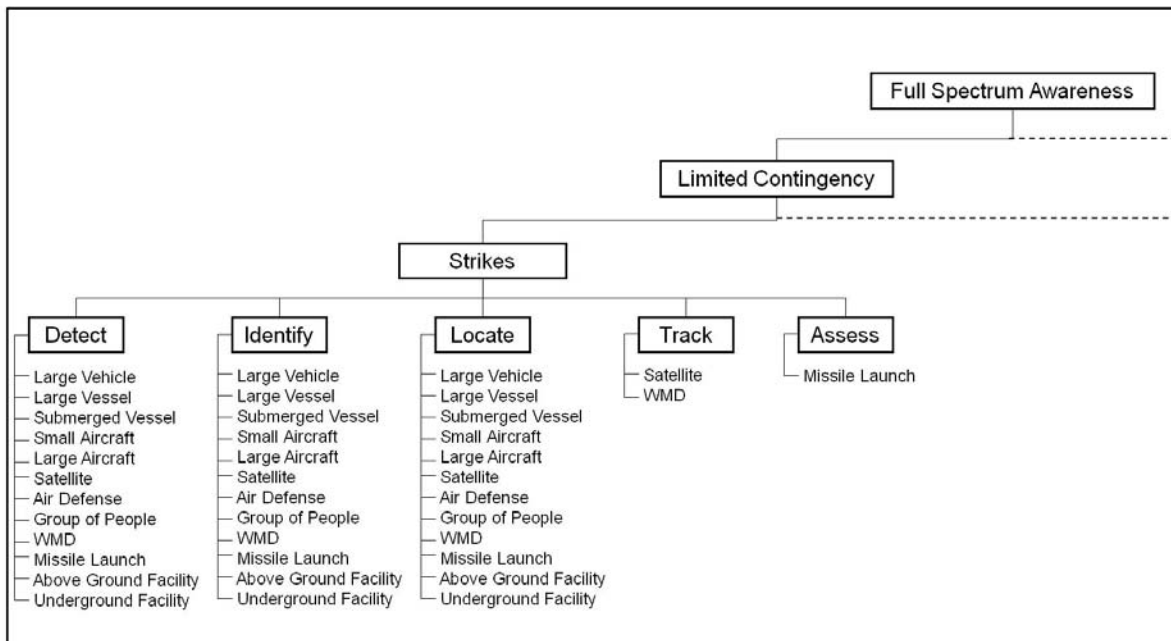 Full Spectrum Awareness
Limited Contingency
Strikes
Detect
Large Vehicle
Large Vessel
Submerged Vessel
Small Aircraft
Large Aircraft
Satellite
Air Defense
Group of People
WMD
Missile Launch
Above Ground Facility
Underground Facility
Identify
Large Vehicle
Large Vessel
Submerged Vessel
Small Aircraft
Large Aircraft
Satellite
Air Defense
Group of People
WMD
Missile Launch
Above Ground Facility
Underground Facility
Locate
Large Vehicle
Large Vessel
Submerged Vessel
Small Aircraft
Large Aircraft
Satellite
Air Defense
Group of People
WMD
Missile Launch
Above Ground Facility
Underground Facility
Track
Satellite
WMD
Assess
Missile Launch